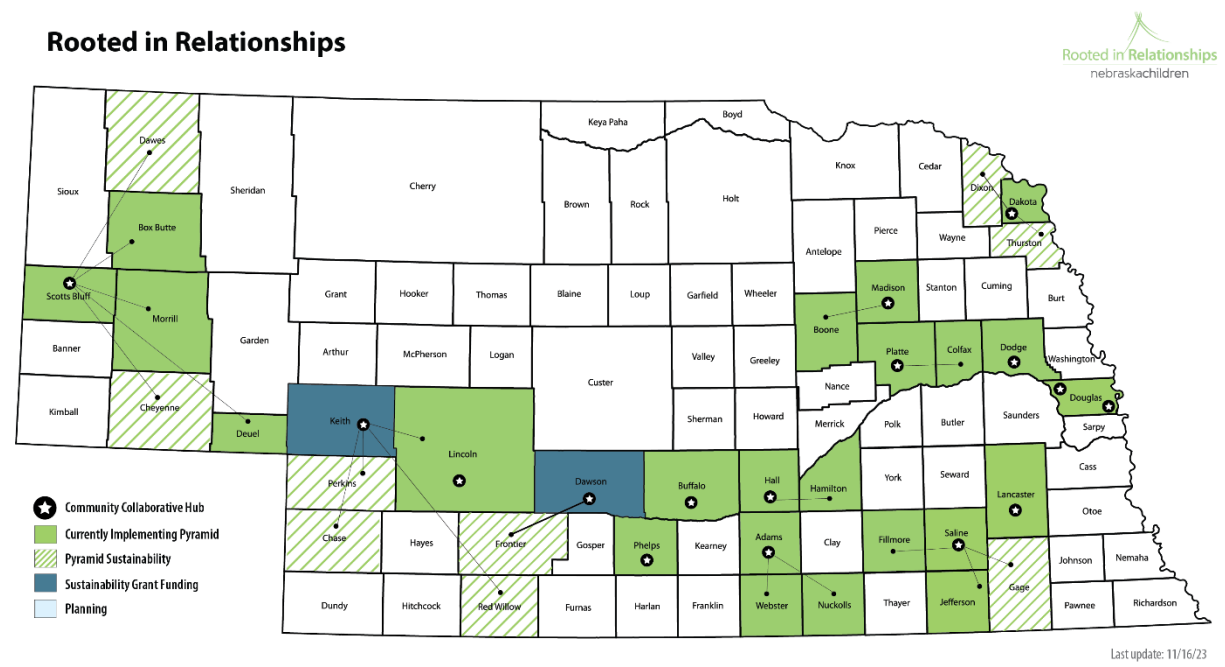 Rooted in Relationships
Rooted in Relationships
nebraskachildren
Keya Paha
Boyd
Dawes
Knox
Cedar
Sioux
Sheridan
Cherry
Dixon
Brown
Rock
Holt
Dakota
Box Butte
Pierce
Wayne
Thurston
Antelope
Scotts Bluff
Grant
Hooker
Thomas
Blaine
Loup
Garfield
Wheeler
Madison
Stanton
Cuming
Burt
Morrill
Boone
Banner
Garden
Arthur
McPherson
Logan
Valley
Greeley
Platte
Colfax
Dodge
Washington
Custer
Nance
Kimball
Cheyenne
Douglas
Keith
Sherman
Howard
Merrick
Polk
Butler
Saunders
Sarpy
Deuel
Lincoln
Perkins
Dawson
Buffalo
Hall
Hamilton
York
Seward
Cass
Lancaster
Otoe
Chase
Hayes
Frontier
Gosper
Phelps
Kearney
Adams
Clay
Fillmore
Saline
Johnson
Nemaha
Gage
Dundy
Hitchcock
Red Willow
Furnas
Harlan
Franklin
Webster
Nuckolls
Thayer
Jefferson
Pawnee
Richardson
Community Collaborative Hub
Currently Implementing Pyramid
Pyramid Sustainability
Sustainability Grant Funding
Planning
Last update: 11/16/23